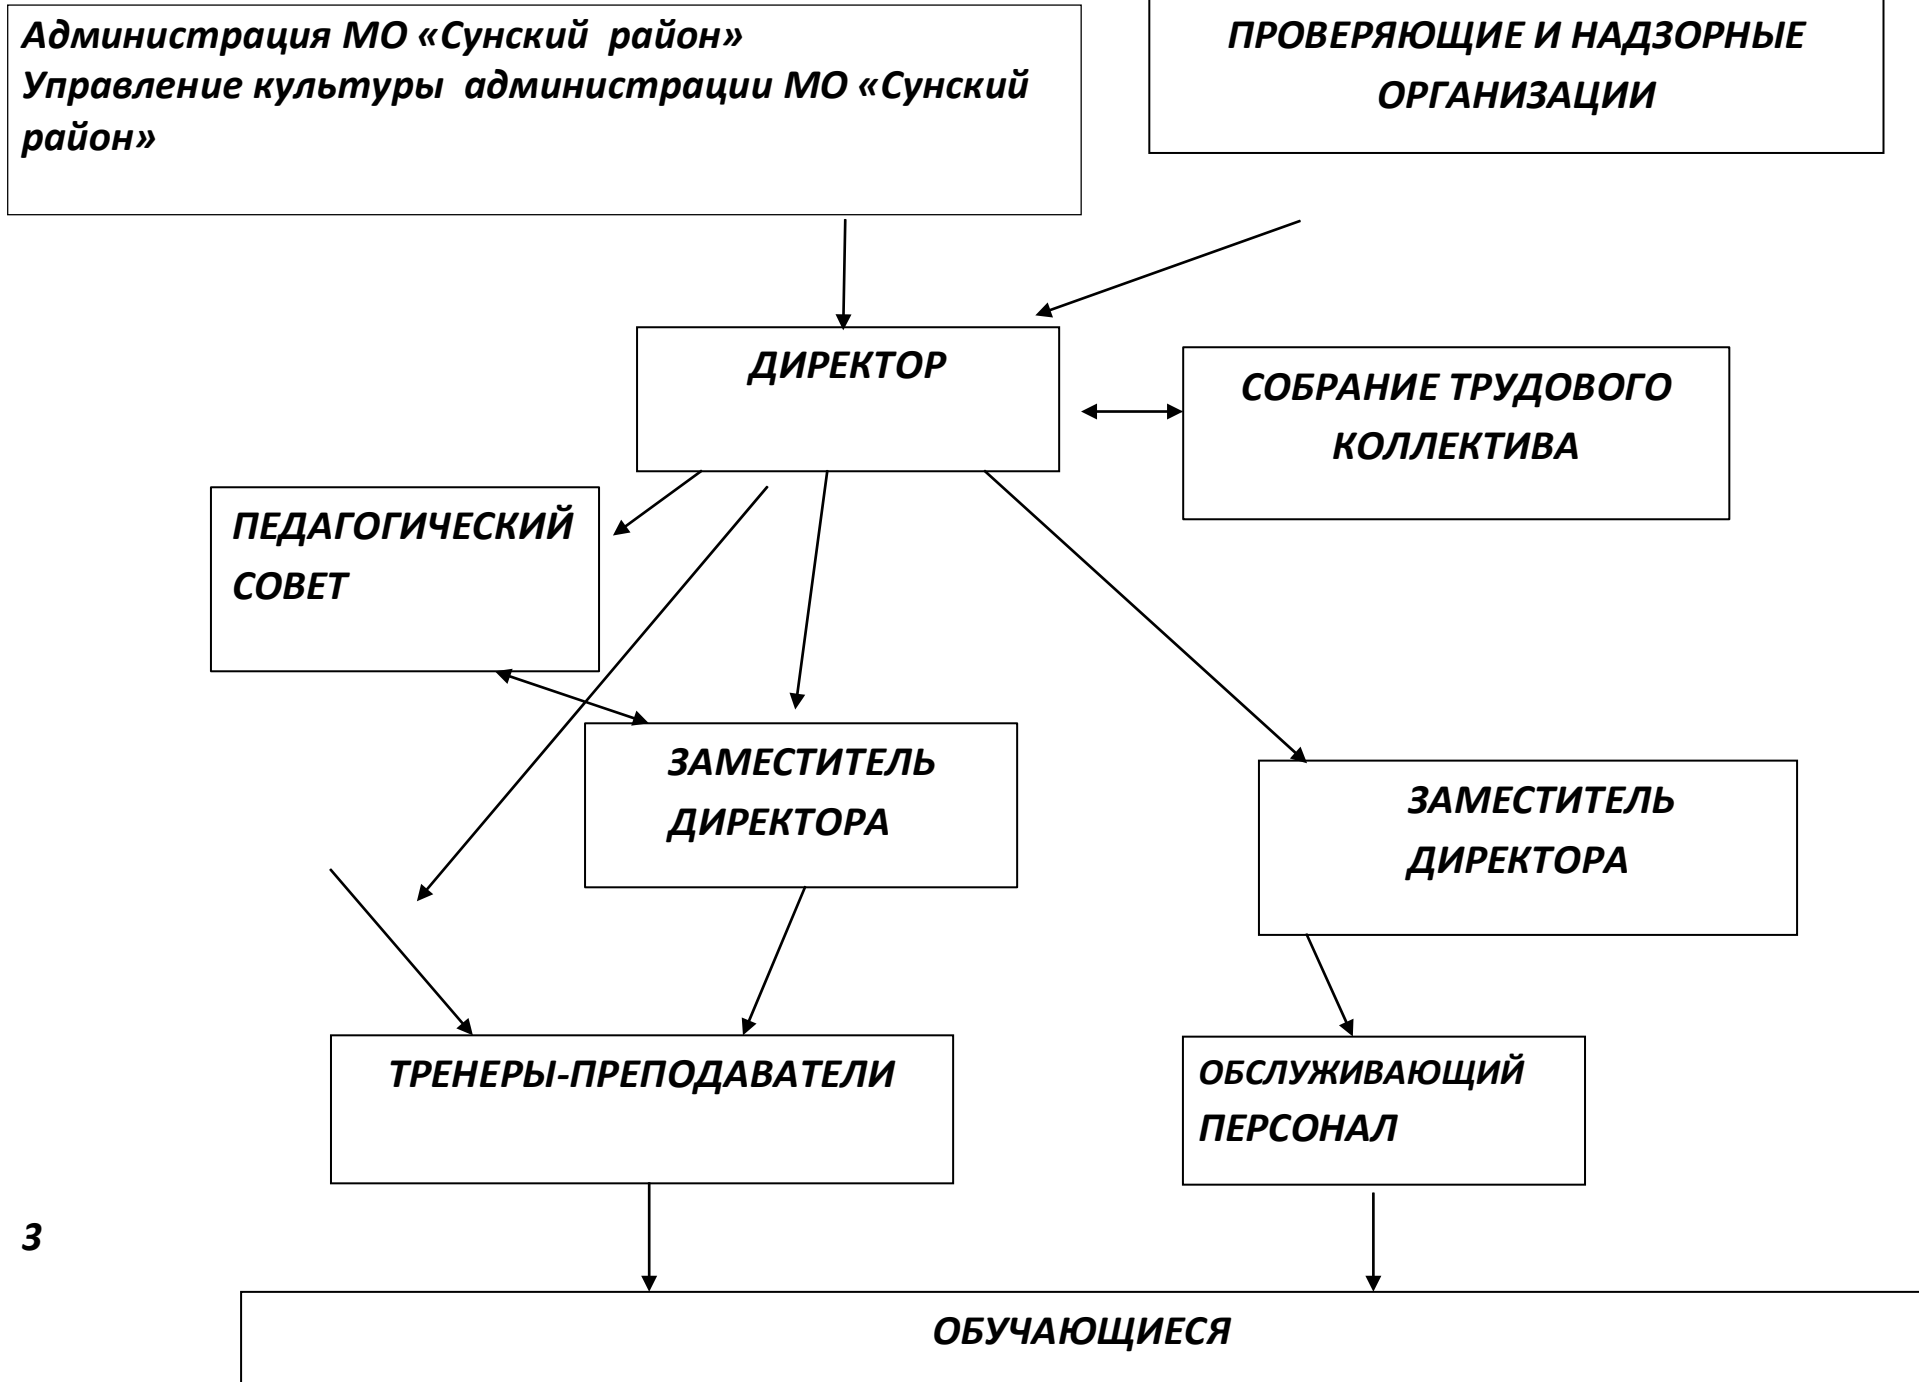 Администрация МО «Сунский  район»
Управление культуры  администрации МО «Сунский
район»
ПРОВЕРЯЮЩИЕ И НАДЗОРНЫЕ
ОРГАНИЗАЦИИ
ДИРЕКТОР
СОБРАНИЕ ТРУДОВОГО
КОЛЛЕКТИВА
ПЕДАГОГИЧЕСКИЙ
СОВЕТ
ЗАМЕСТИТЕЛЬ
ДИРЕКТОРА
ЗАМЕСТИТЕЛЬ
ДИРЕКТОРА
ТРЕНЕРЫ-ПРЕПОДАВАТЕЛИ
ОБСЛУЖИВАЮЩИЙ
ПЕРСОНАЛ
З
ОБУЧАЮЩИЕСЯ